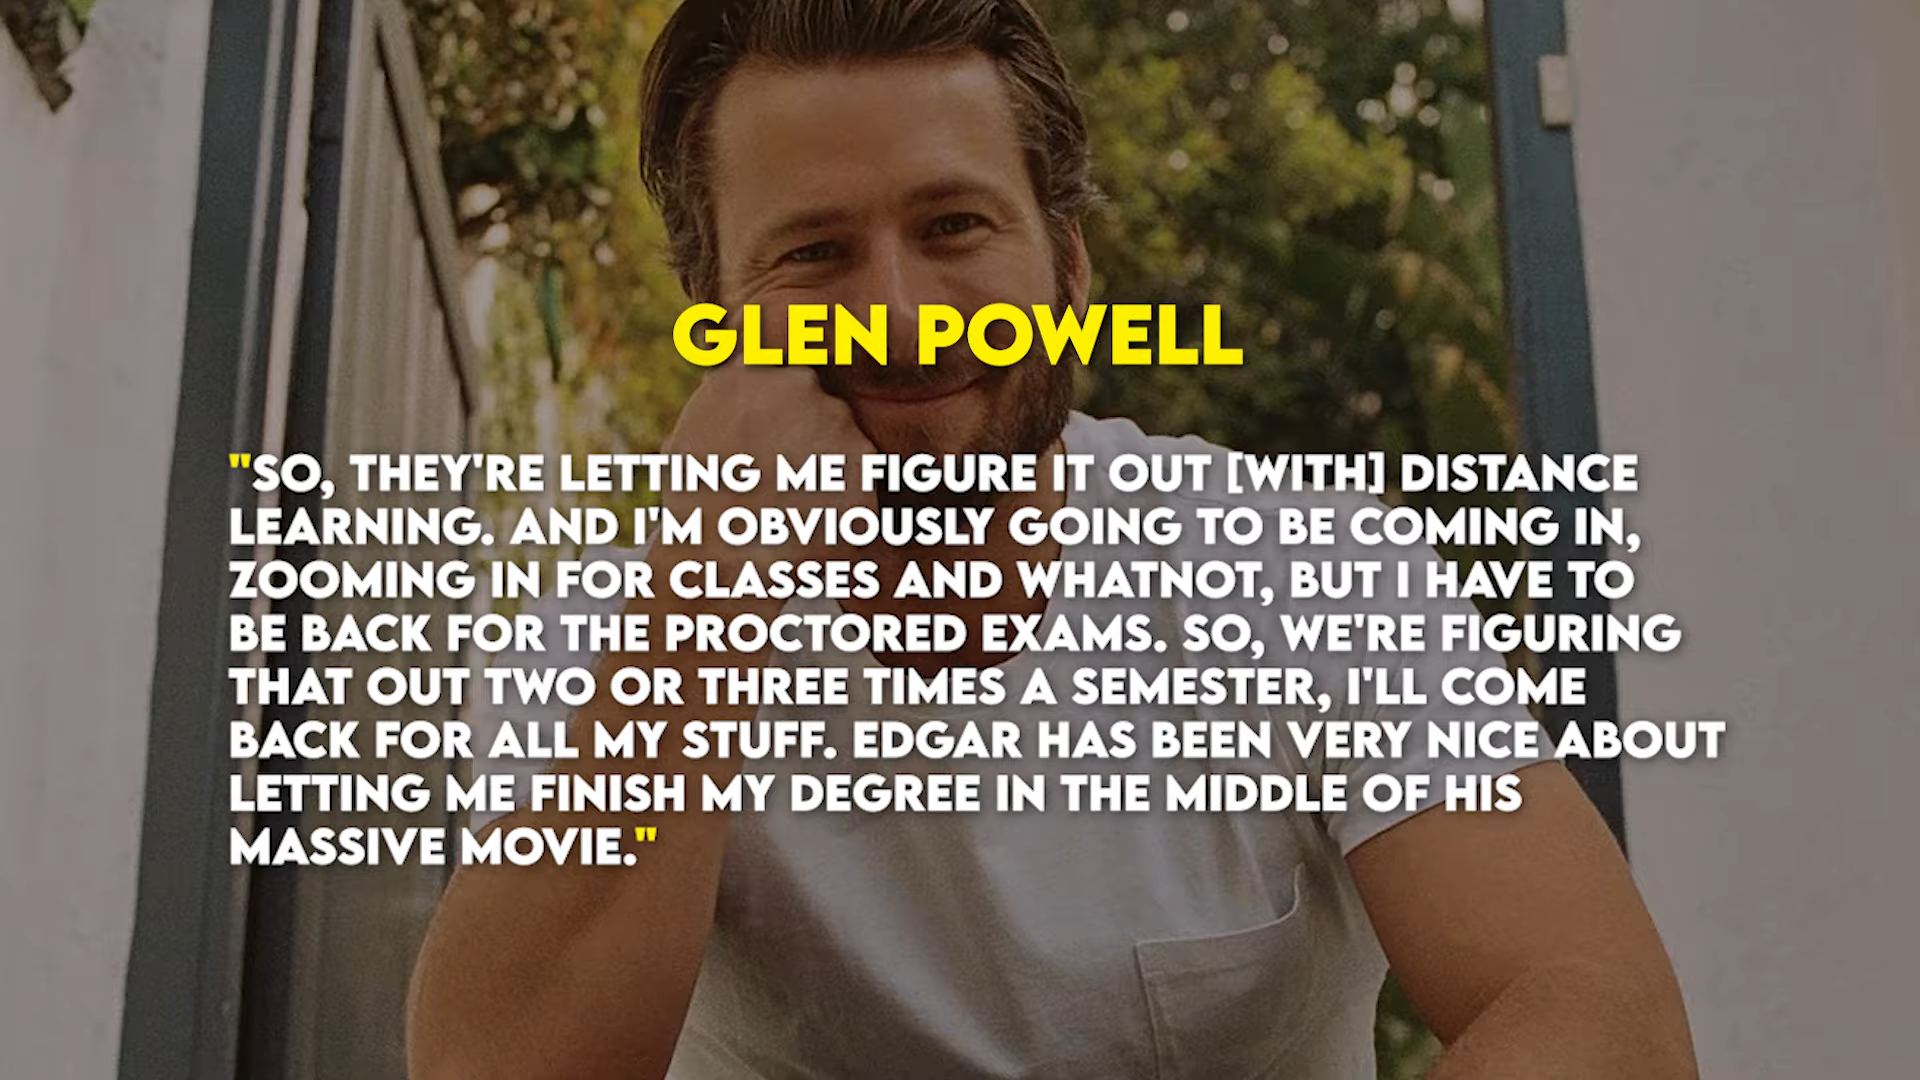 GLEN POWELL
"SO, THEY'RE LETTING ME FIGURE IT OUT [WITH] DISTANCE
LEARNING. AND I'M OBVIOUSLY GOING TO BE COMING IN,
ZOOMING IN FOR CLASSES AND WHATNOT, BUT I HAVE TO
BE BACK FOR THE PROCTORED EXAMS. SO, WE'RE FIGURING
THAT OUT TWO OR THREE TIMES A SEMESTER, I'LL COME
BACK FOR ALL MY STUFF. EDGAR HAS BEEN VERY NICE ABOUT
LETTING ME FINISH MY DEGREE IN THE MIDDLE OF HIS
MASSIVE MOVIE."